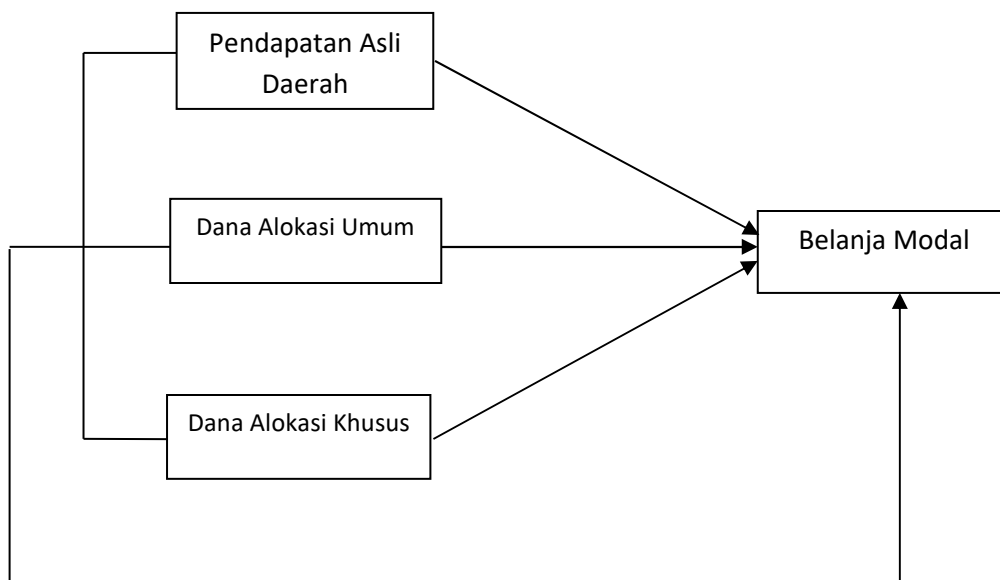 Pendapatan Asli
Daerah
Dana Alokasi Umum
Belanja Modal
Dana Alokasi Khusus